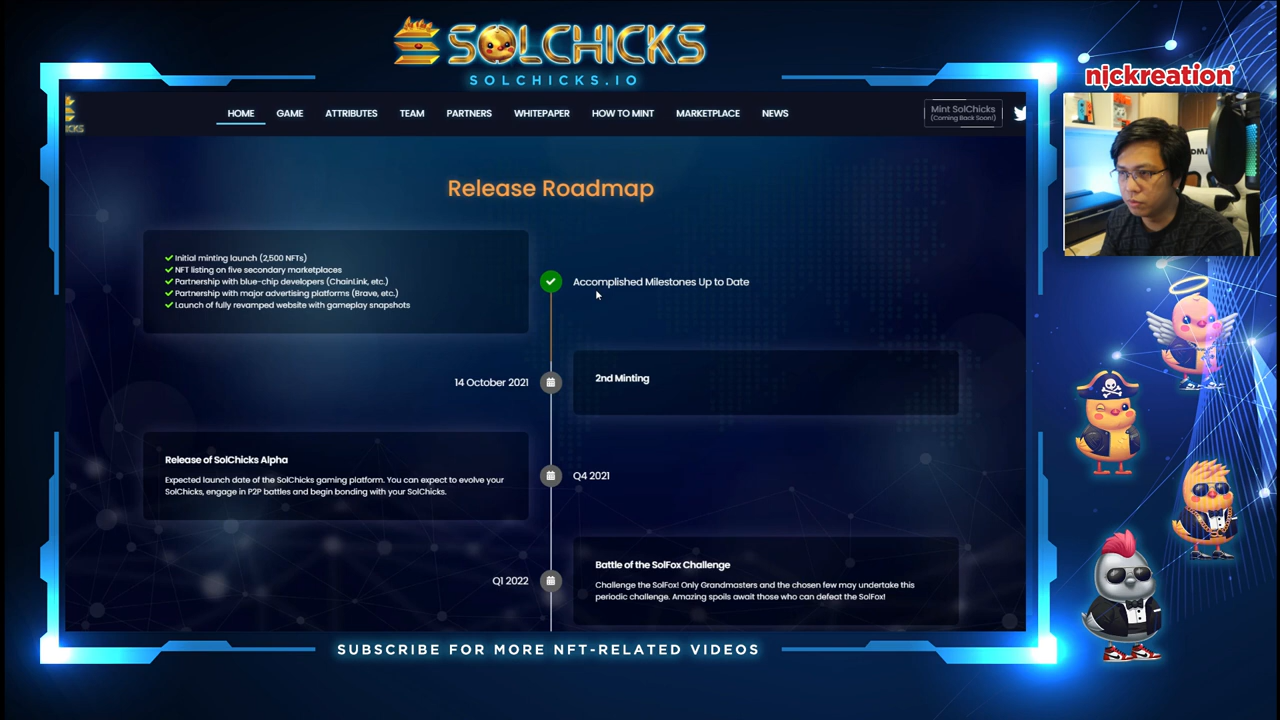 SOLCHICKS
SOLCHICKS.IO
nickreation
CKS
HOME
GAME
ATTRIBUTES
TEAM
PARTNERS
WHITEPAPER
HOW TO MINT
MARKETPLACE
NEWS
Mint SolChicks
(Coming Back Soon!)
Release Roadmap
Initial minting launch (2,500 NFTs)
NFT listing on five secondary marketplaces
Partnership with blue-chip developers (ChainLink, etc.)
Partnership with major advertising platforms (Brave, etc.)
Launch of fully revamped website with gameplay snapshots
Accomplished Milestones Up to Date
14 October 2021
2nd Minting
Release of SolChicks Alpha
Expected launch date of the SolChicks gaming platform. You can expect to evolve your
SolChicks, engage in P2P battles and begin bonding with your SolChicks.
Q4 2021
Q1 2022
Battle of the SolFox Challenge
Challenge the SolFox! Only Grandmasters and the chosen few may undertake this
periodic challenge. Amazing spoils await those who can defeat the SolFox!
SUBSCRIBE FOR MORE NFT-RELATED VIDEOS